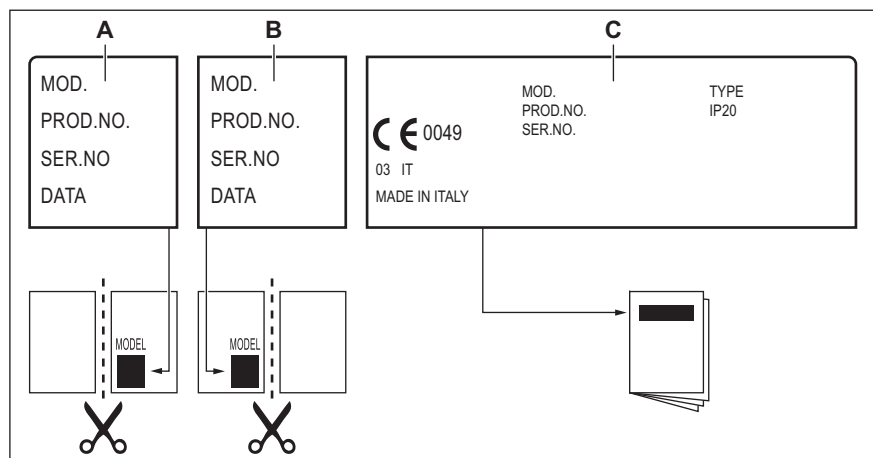 A
B
C
MOD.
PROD.NO.
SER.NO
DATA
MOD.
PROD.NO.
SER.NO
DATA
MOD.
PROD.NO.
SER.NO.
TYPE
IP20
CE 0049
03 IT
MADE IN ITALY
MODEL
MODEL